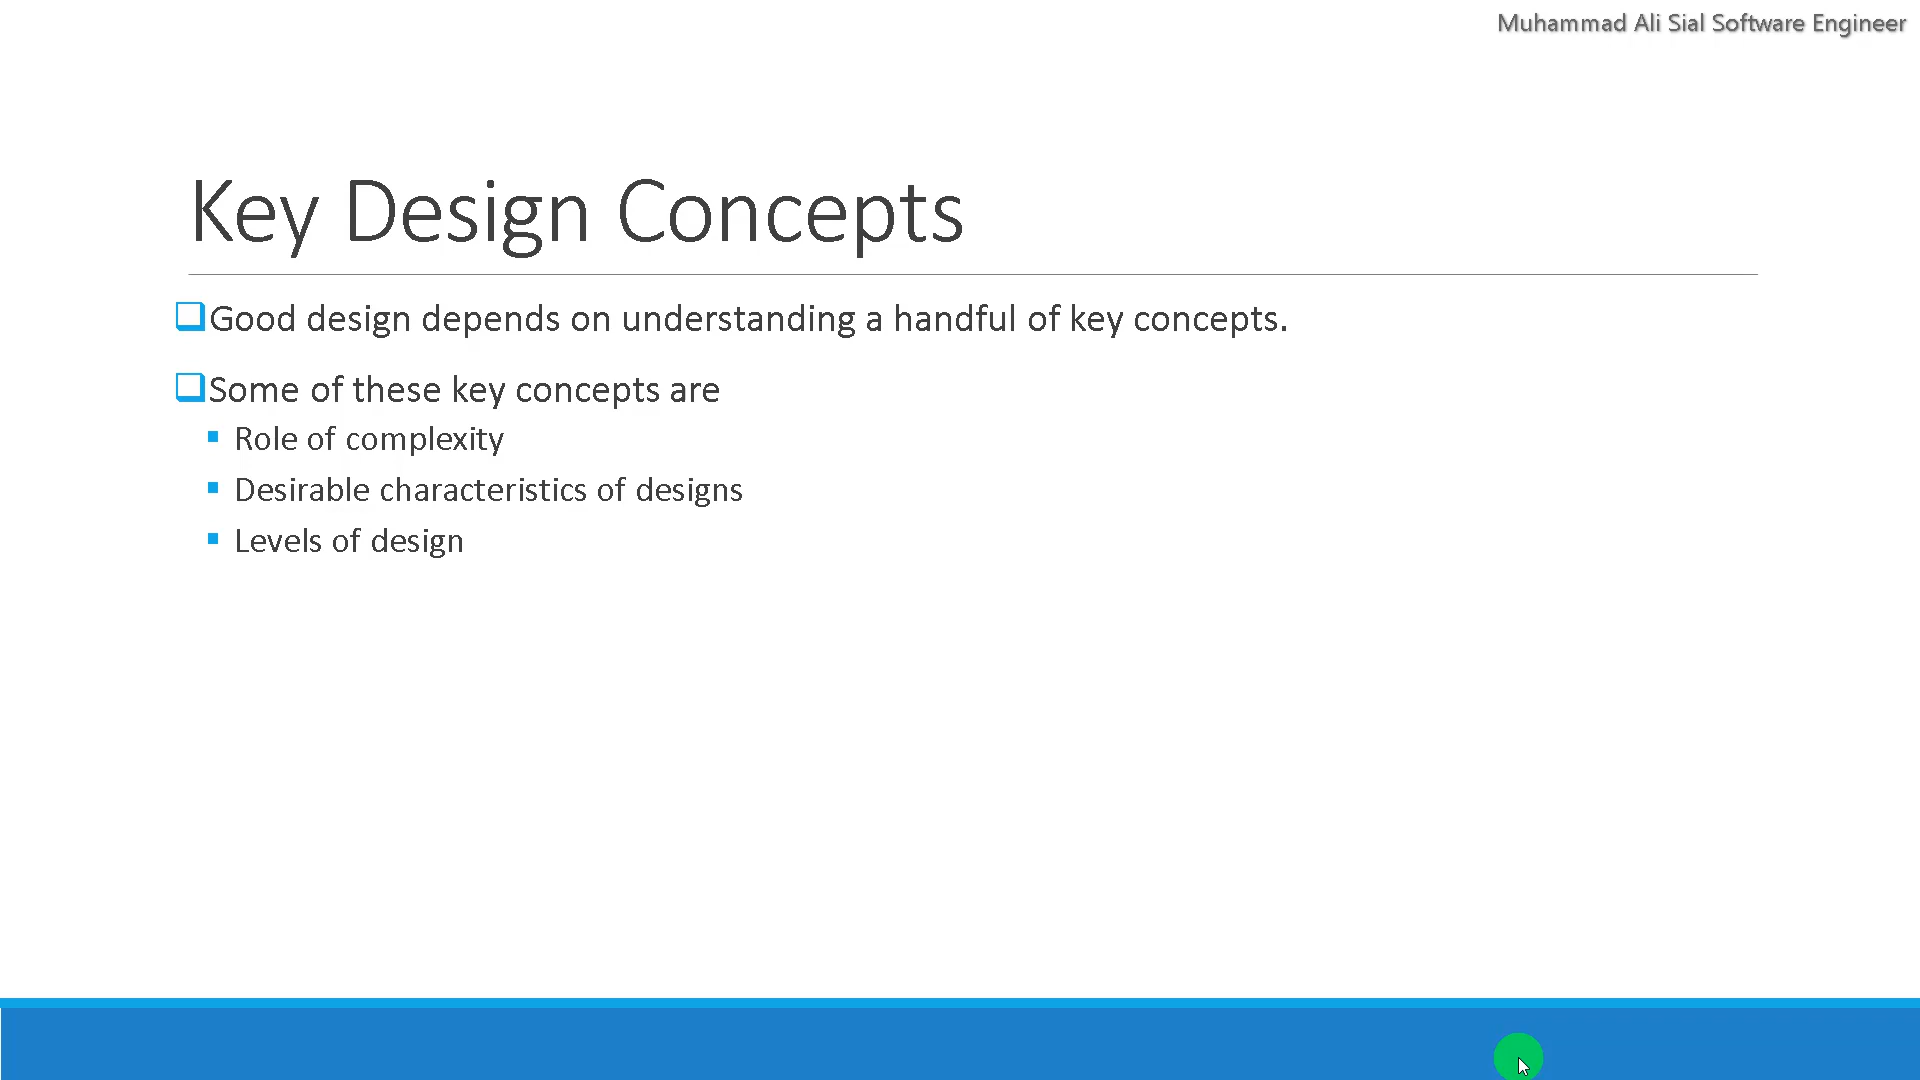 Muhammad Ali Sial Software Engineer
Key Design Concepts
Good design depends on understanding a handful of key concepts.
Some of these key concepts are
Role of complexity
Desirable characteristics of designs
Levels of design